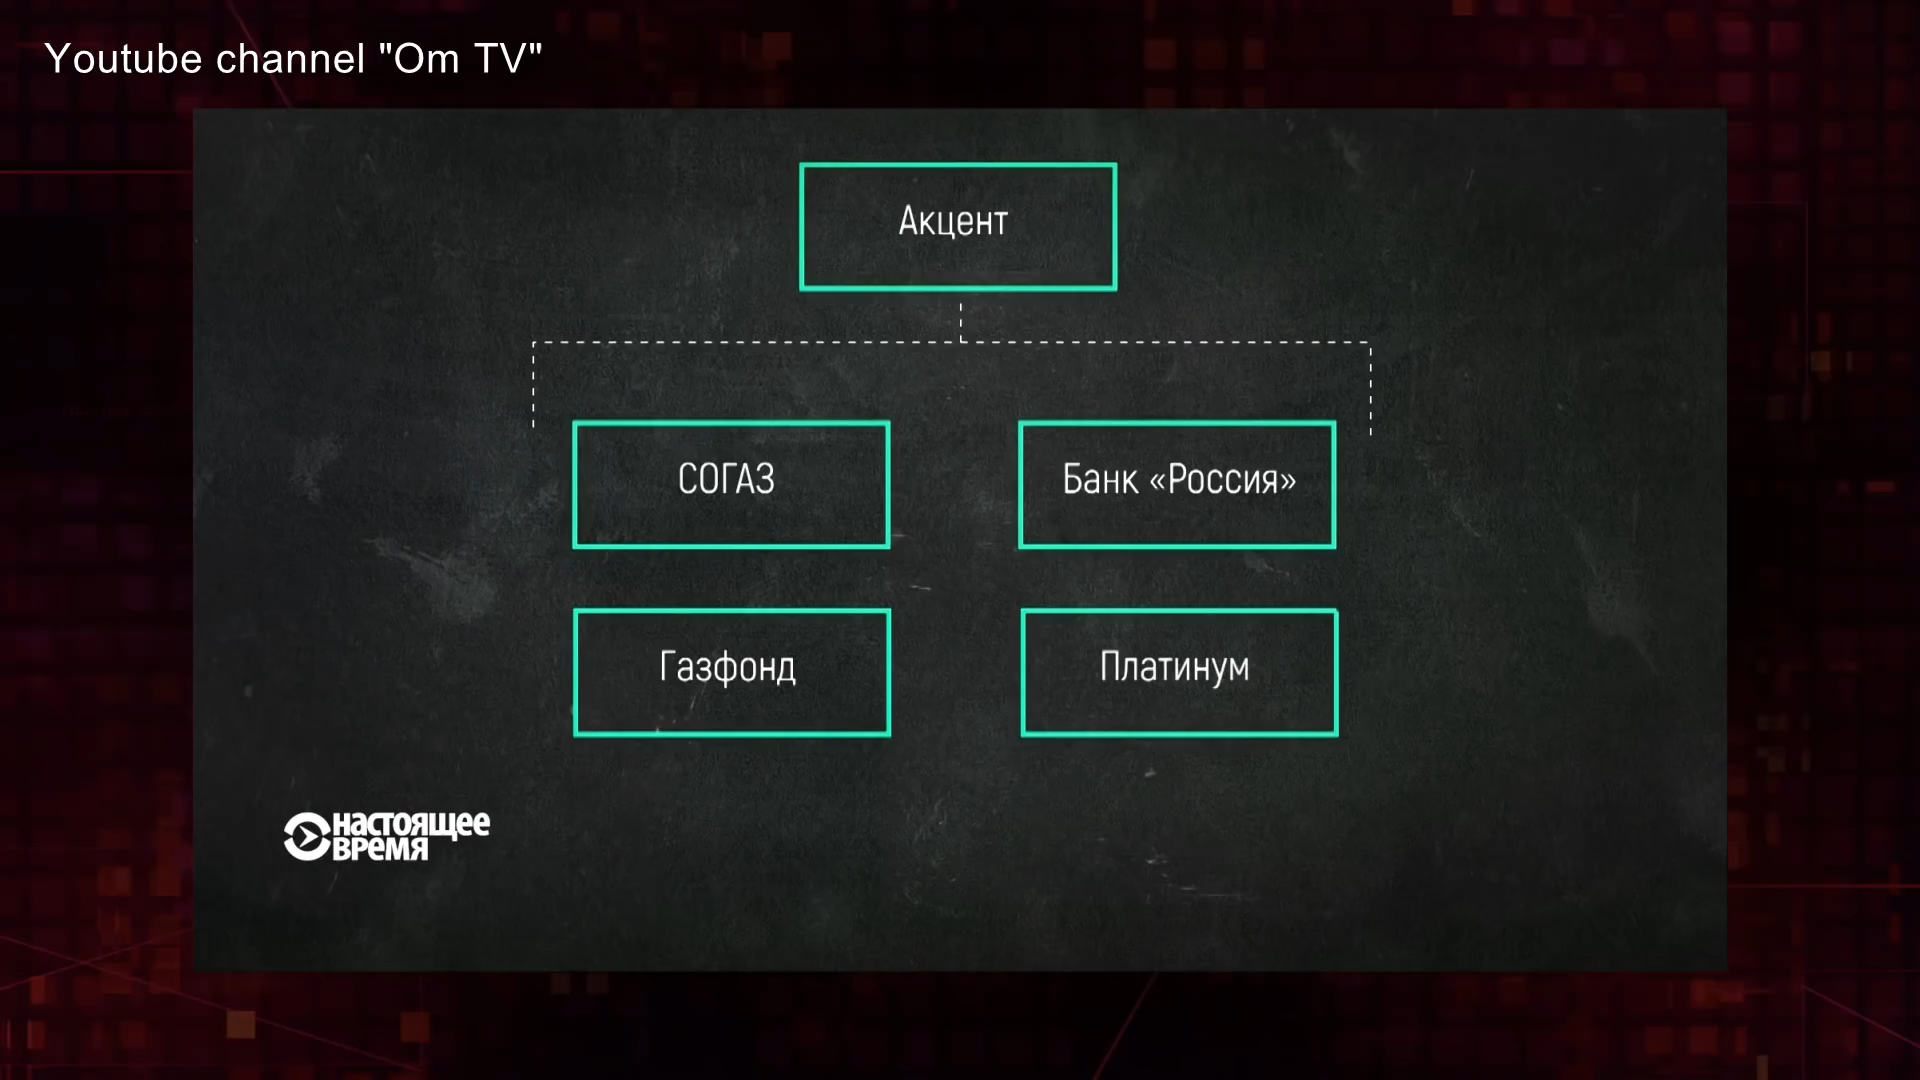 Youtube channel "Om TV"
Акцент
СОГАЗ
Банк «Россия»
Газфонд
Платинум
НАСТОЯЩЕЕ
ВРЕМЯ